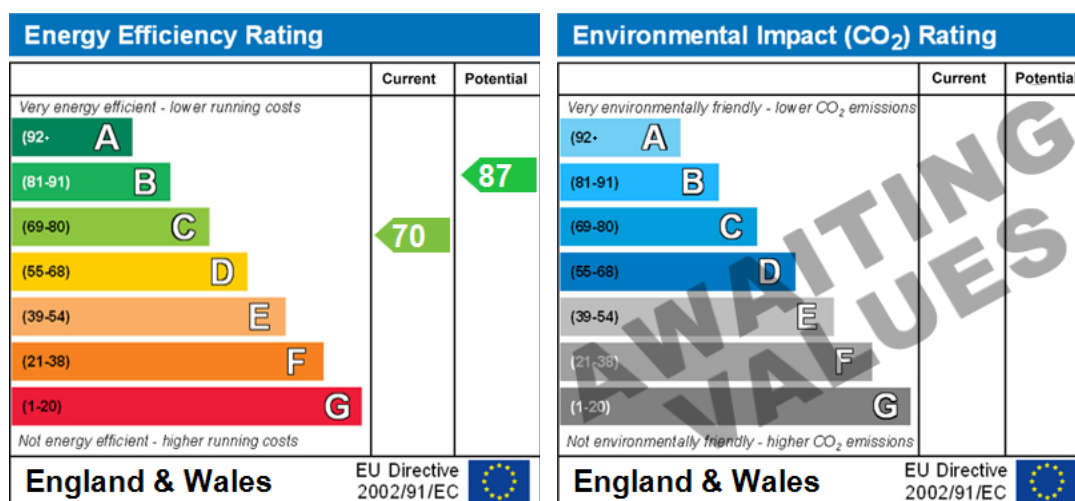 Energy Efficiency Rating
Current Potential
Very energy efficient - lower running costs
(92+ A
(81-91) B
87
(69-80) C
70
(55-68) D
(39-54) E
(21-38) F
(1-20) G
Not energy efficient - higher running costs
England & Wales
EU Directive
2002/91/EC
Environmental Impact (CO₂) Rating
Current Potential
Very environmentally friendly - lower CO₂ emissions
(92+ A
(81-91) B
(69-80) C
(55-68) D
(39-54) E
(21-38) F
(1-20) G
AWAITING
VALUES
Not environmentally friendly - higher CO₂ emissions
England & Wales
EU Directive
2002/91/EC